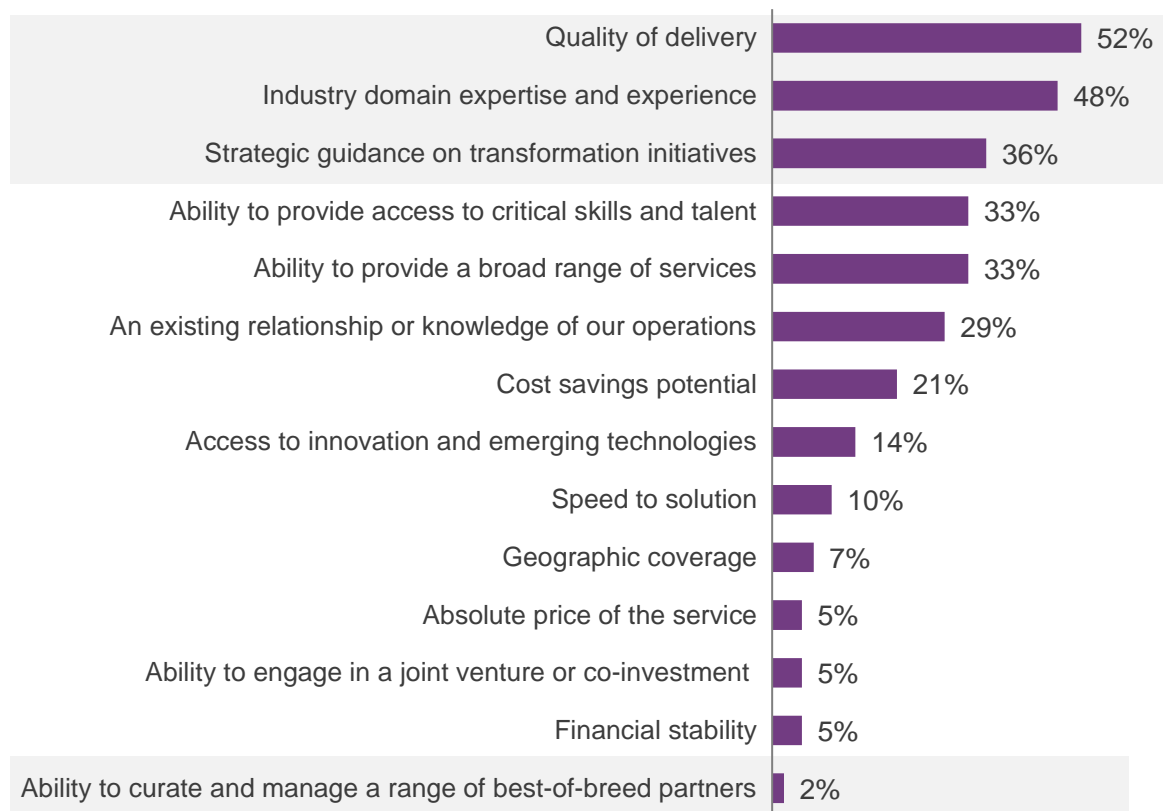 Quality of delivery 52%
Industry domain expertise and experience 48%
Strategic guidance on transformation initiatives 36%
Ability to provide access to critical skills and talent 33%
Ability to provide a broad range of services 33%
An existing relationship or knowledge of our operations 29%
Cost savings potential 21%
Access to innovation and emerging technologies 14%
Speed to solution 10%
Geographic coverage 7%
Absolute price of the service 5%
Ability to engage in a joint venture or co-investment 5%
Financial stability 5%
Ability to curate and manage a range of best-of-breed partners 2%